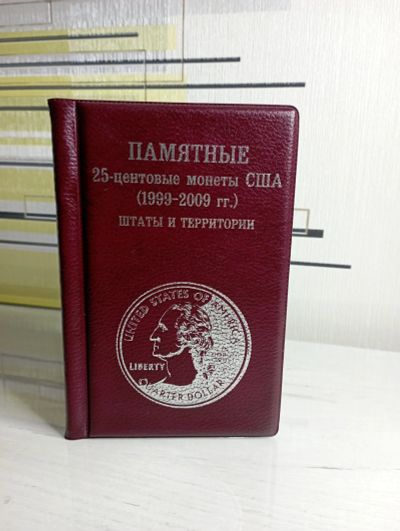 ПАМЯТНЫЕ
25-центовые монеты США
(1999-2009 гг.)
ШТАТЫ И ТЕРРИТОРИИ
UNITED STATES OF AMERICA
LIBERTY
QUARTER DOLLAR